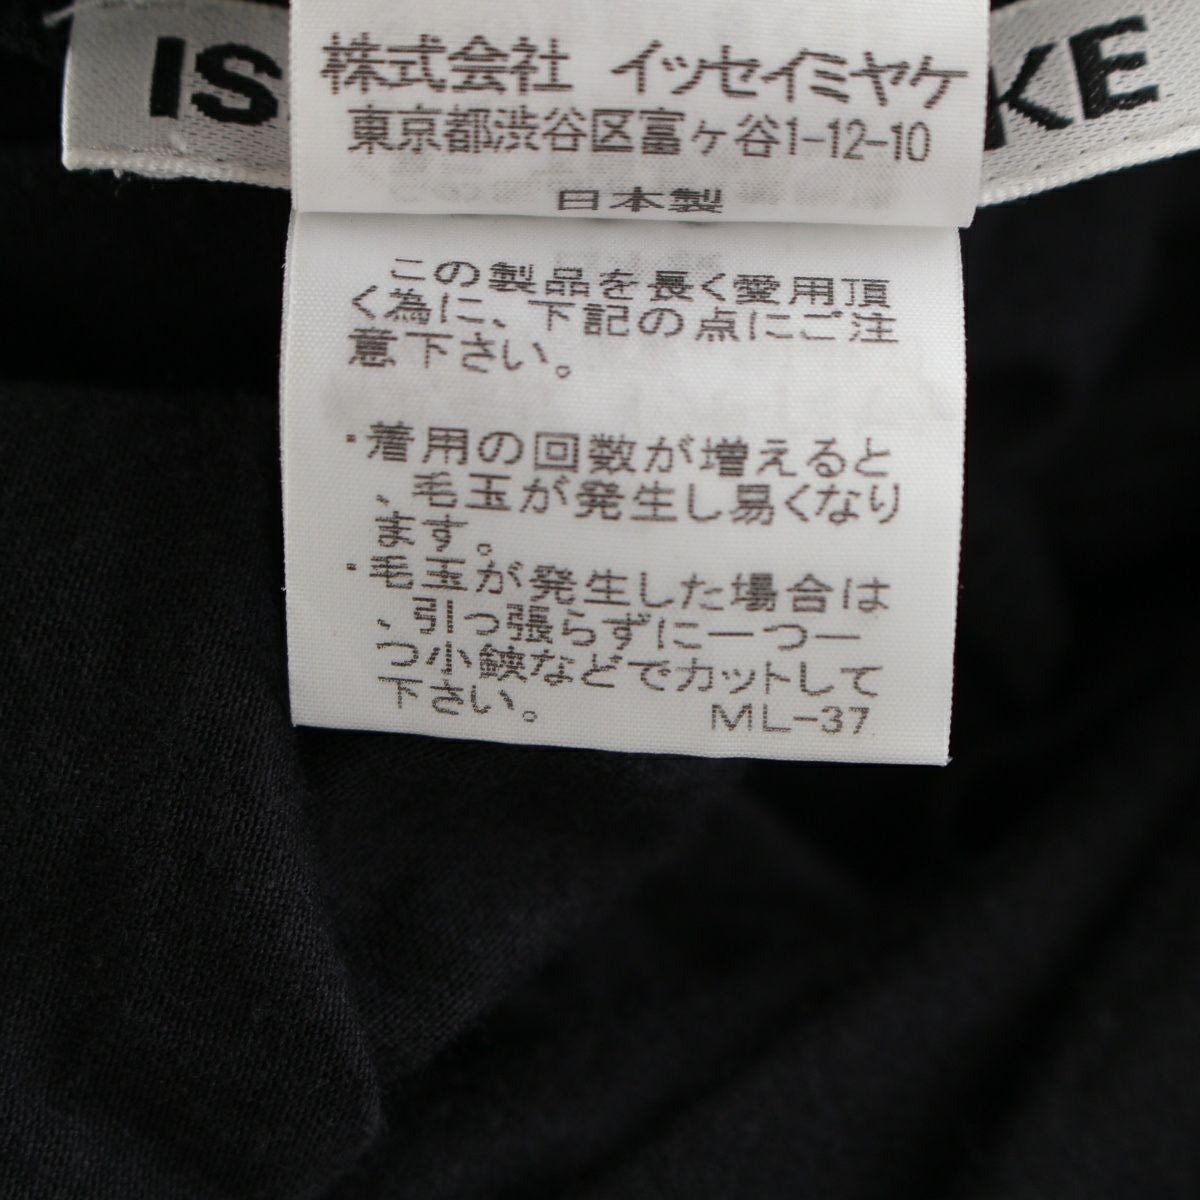 IS
KE
株式会社 イッセイミヤケ
東京都渋谷区富ヶ谷1-12-10
日本製
この製品を長く愛用頂
く為に、下記の点にご注
意下さい。
・着用の回数が増えると
、毛玉が発生し易くなり
ます。
・毛玉が発生した場合は
、引っ張らずに一つ一
つ小鋏などでカットして
下さい。 ML-37